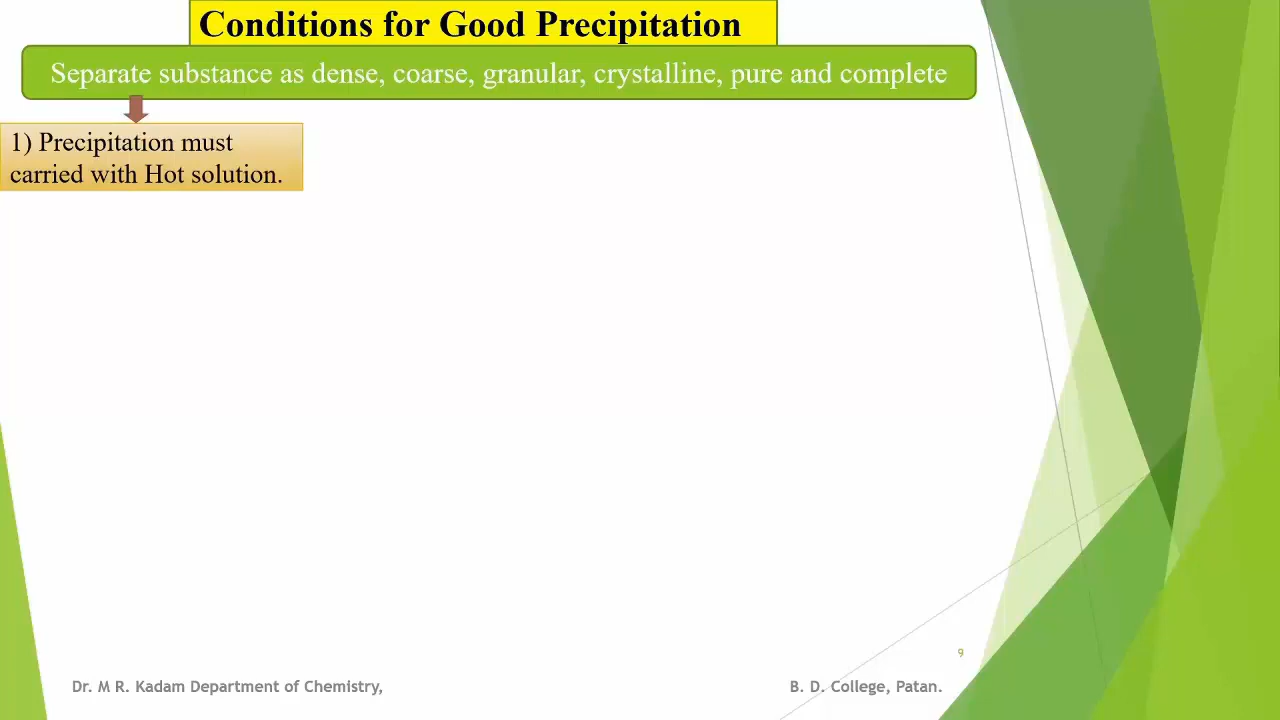 Conditions for Good Precipitation
Separate substance as dense, coarse, granular, crystalline, pure and complete
1) Precipitation must
carried with Hot solution.
9
Dr. M R. Kadam Department of Chemistry,
B. D. College, Patan.